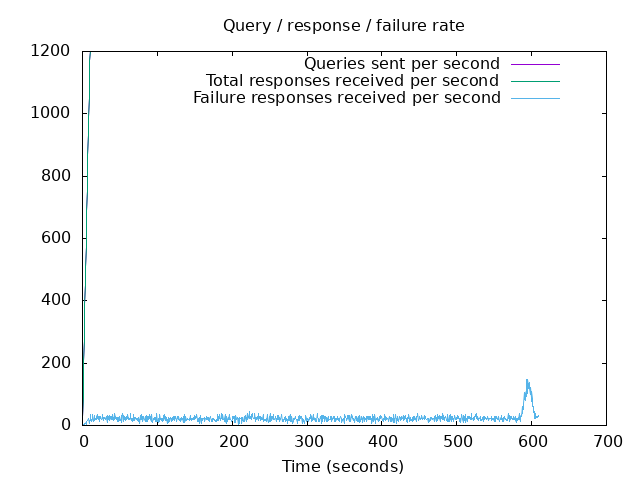 Query / response / failure rate
Queries sent per second
Total responses received per second
Failure responses received per second
1200
1000
800
600
400
200
0
0 100 200 300 400 500 600 700
Time (seconds)